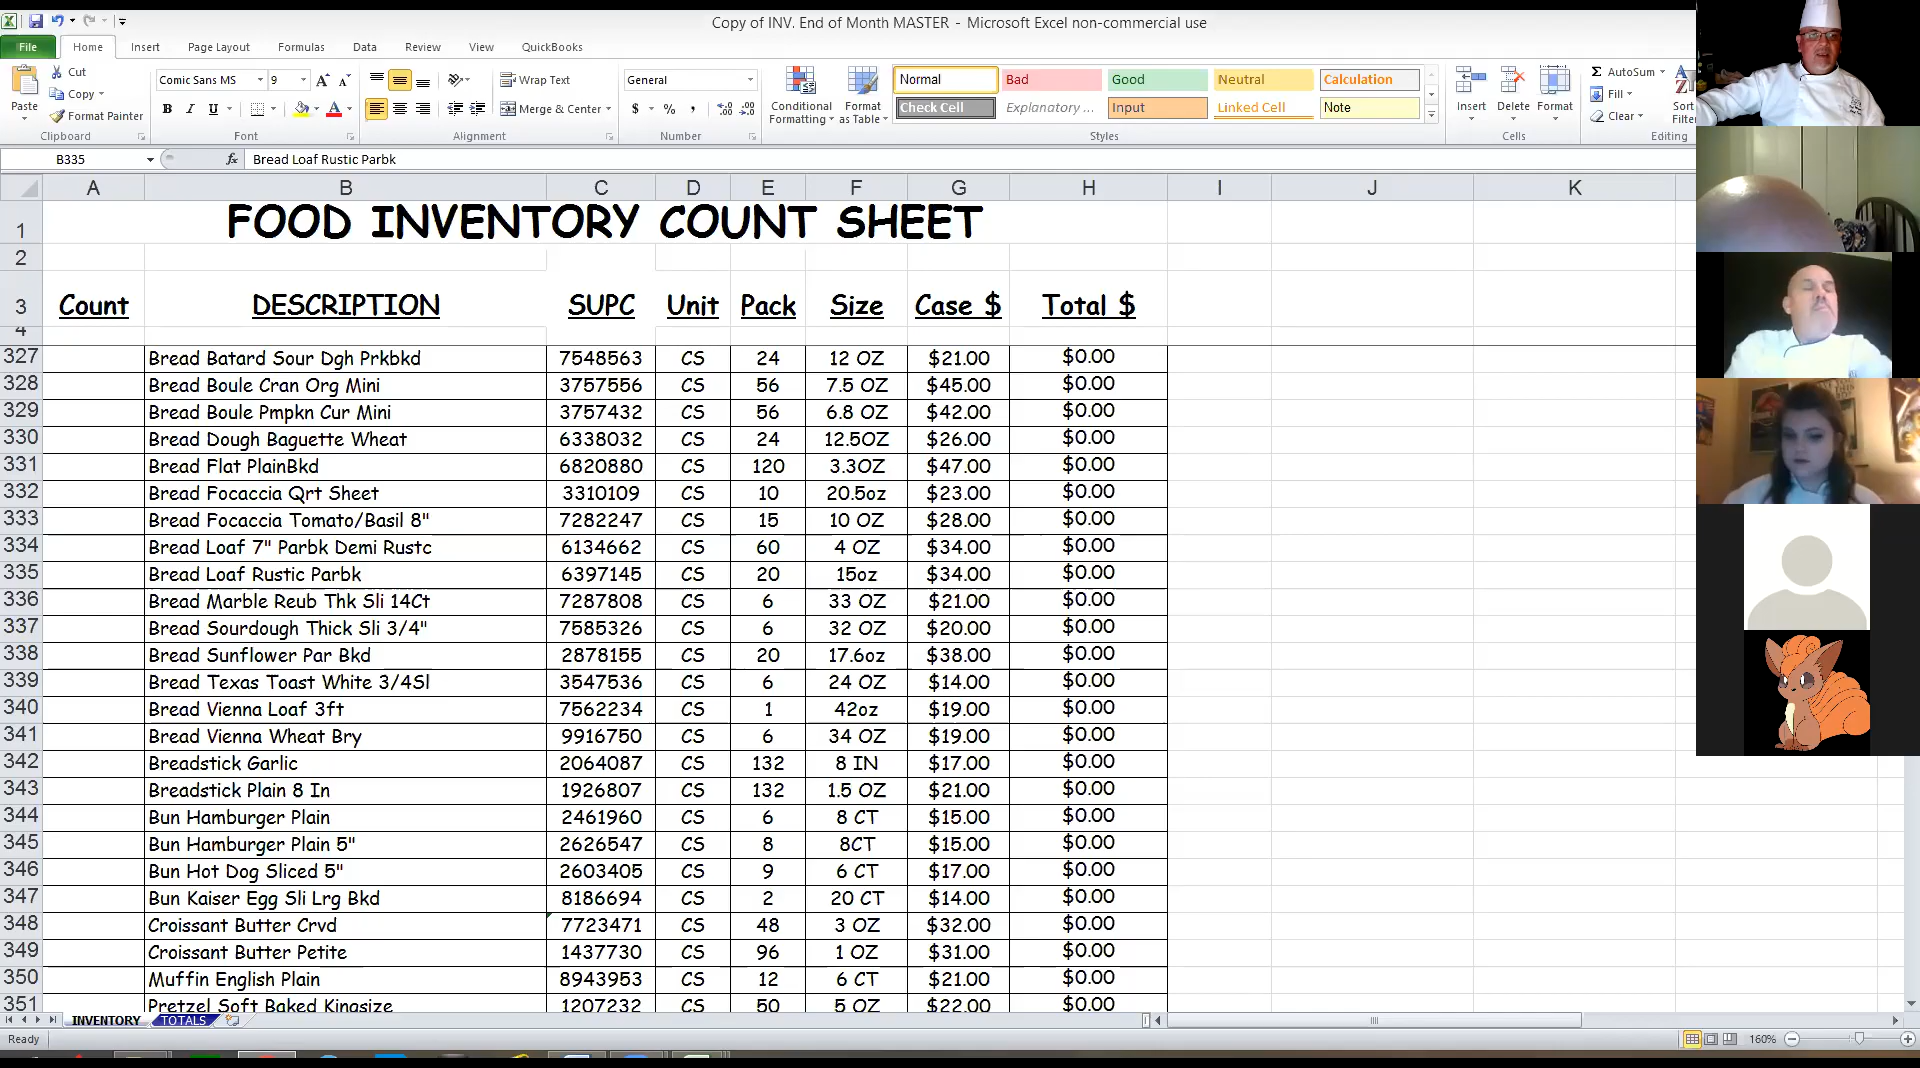 Copy of INV. End of Month MASTER - Microsoft Excel non-commercial use
File Home Insert Page Layout Formulas Data Review View QuickBooks
Paste Cut Copy Format Painter Clipboard
Comic Sans MS 9 B I U Font
Wrap Text Merge & Center Alignment
General $ % , Number
Conditional Formatting Format as Table
Normal Bad Good Neutral Calculation
Check Cell Explanatory ... Input Linked Cell Note
Styles
Insert Delete Format Cells
AutoSum Fill Clear Sort Filter Editing
B335 fx Bread Loaf Rustic Parbk
A B C D E F G H I J K
1 FOOD INVENTORY COUNT SHEET
2
3 Count DESCRIPTION SUPC Unit Pack Size Case $ Total $
4
327 Bread Batard Sour Dgh Prkbkd 7548563 CS 24 12 OZ $21.00 $0.00
328 Bread Boule Cran Org Mini 3757556 CS 56 7.5 OZ $45.00 $0.00
329 Bread Boule Pmpkn Cur Mini 3757432 CS 56 6.8 OZ $42.00 $0.00
330 Bread Dough Baguette Wheat 6338032 CS 24 12.5OZ $26.00 $0.00
331 Bread Flat PlainBkd 6820880 CS 120 3.3OZ $47.00 $0.00
332 Bread Focaccia Qrt Sheet 3310109 CS 10 20.5oz $23.00 $0.00
333 Bread Focaccia Tomato/Basil 8" 7282247 CS 15 10 OZ $28.00 $0.00
334 Bread Loaf 7" Parbk Demi Rustc 6134662 CS 60 4 OZ $34.00 $0.00
335 Bread Loaf Rustic Parbk 6397145 CS 20 15oz $34.00 $0.00
336 Bread Marble Reub Thk Sli 14Ct 7287808 CS 6 33 OZ $21.00 $0.00
337 Bread Sourdough Thick Sli 3/4" 7585326 CS 6 32 OZ $20.00 $0.00
338 Bread Sunflower Par Bkd 2878155 CS 20 17.6oz $38.00 $0.00
339 Bread Texas Toast White 3/4Sl 3547536 CS 6 24 OZ $14.00 $0.00
340 Bread Vienna Loaf 3ft 7562234 CS 1 42oz $19.00 $0.00
341 Bread Vienna Wheat Bry 9916750 CS 6 34 OZ $19.00 $0.00
342 Breadstick Garlic 2064087 CS 132 8 IN $17.00 $0.00
343 Breadstick Plain 8 In 1926807 CS 132 1.5 OZ $21.00 $0.00
344 Bun Hamburger Plain 2461960 CS 6 8 CT $15.00 $0.00
345 Bun Hamburger Plain 5" 2626547 CS 8 8CT $15.00 $0.00
346 Bun Hot Dog Sliced 5" 2603405 CS 9 6 CT $17.00 $0.00
347 Bun Kaiser Egg Sli Lrg Bkd 8186694 CS 2 20 CT $14.00 $0.00
348 Croissant Butter Crvd 7723471 CS 48 3 OZ $32.00 $0.00
349 Croissant Butter Petite 1437730 CS 96 1 OZ $31.00 $0.00
350 Muffin English Plain 8943953 CS 12 6 CT $21.00 $0.00
351 Pretzel Soft Baked Kingsize 1207232 CS 50 5 OZ $22.00 $0.00
INVENTORY TOTALS
Ready 160%